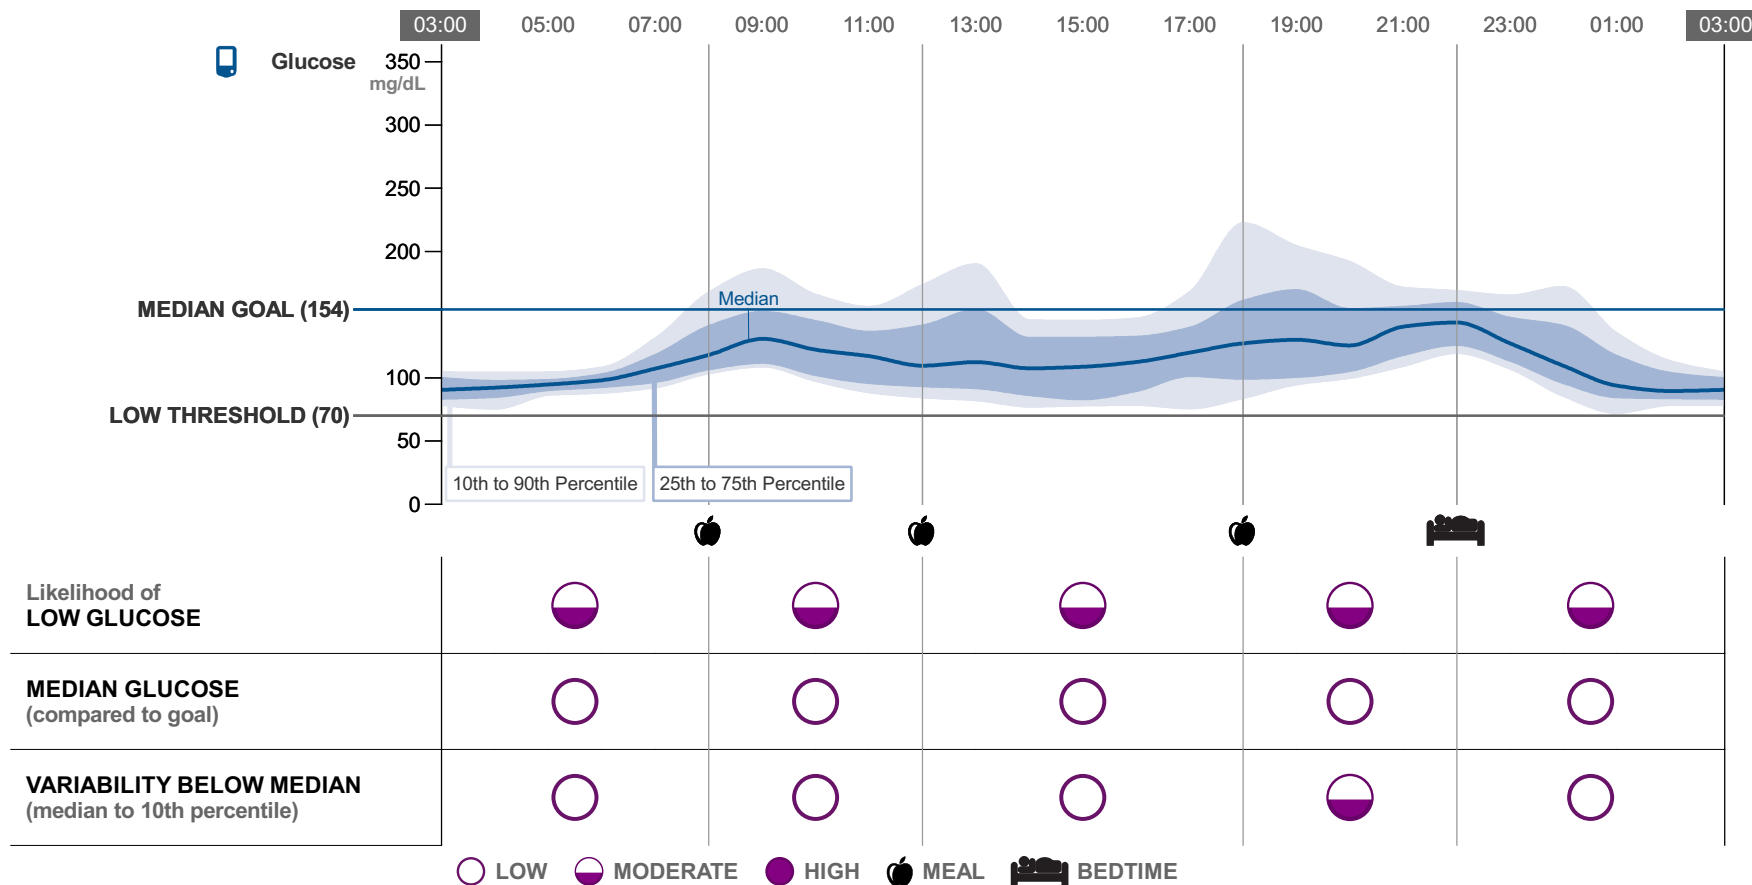 03:00 05:00 07:00 09:00 11:00 13:00 15:00 17:00 19:00 21:00 23:00 01:00 03:00
Glucose 350
mg/dL
300
250
200
MEDIAN GOAL (154)
Median
100
LOW THRESHOLD (70)
50
10th to 90th Percentile 25th to 75th Percentile
0
Likelihood of
LOW GLUCOSE
MEDIAN GLUCOSE
(compared to goal)
VARIABILITY BELOW MEDIAN
(median to 10th percentile)
LOW MODERATE HIGH MEAL BEDTIME